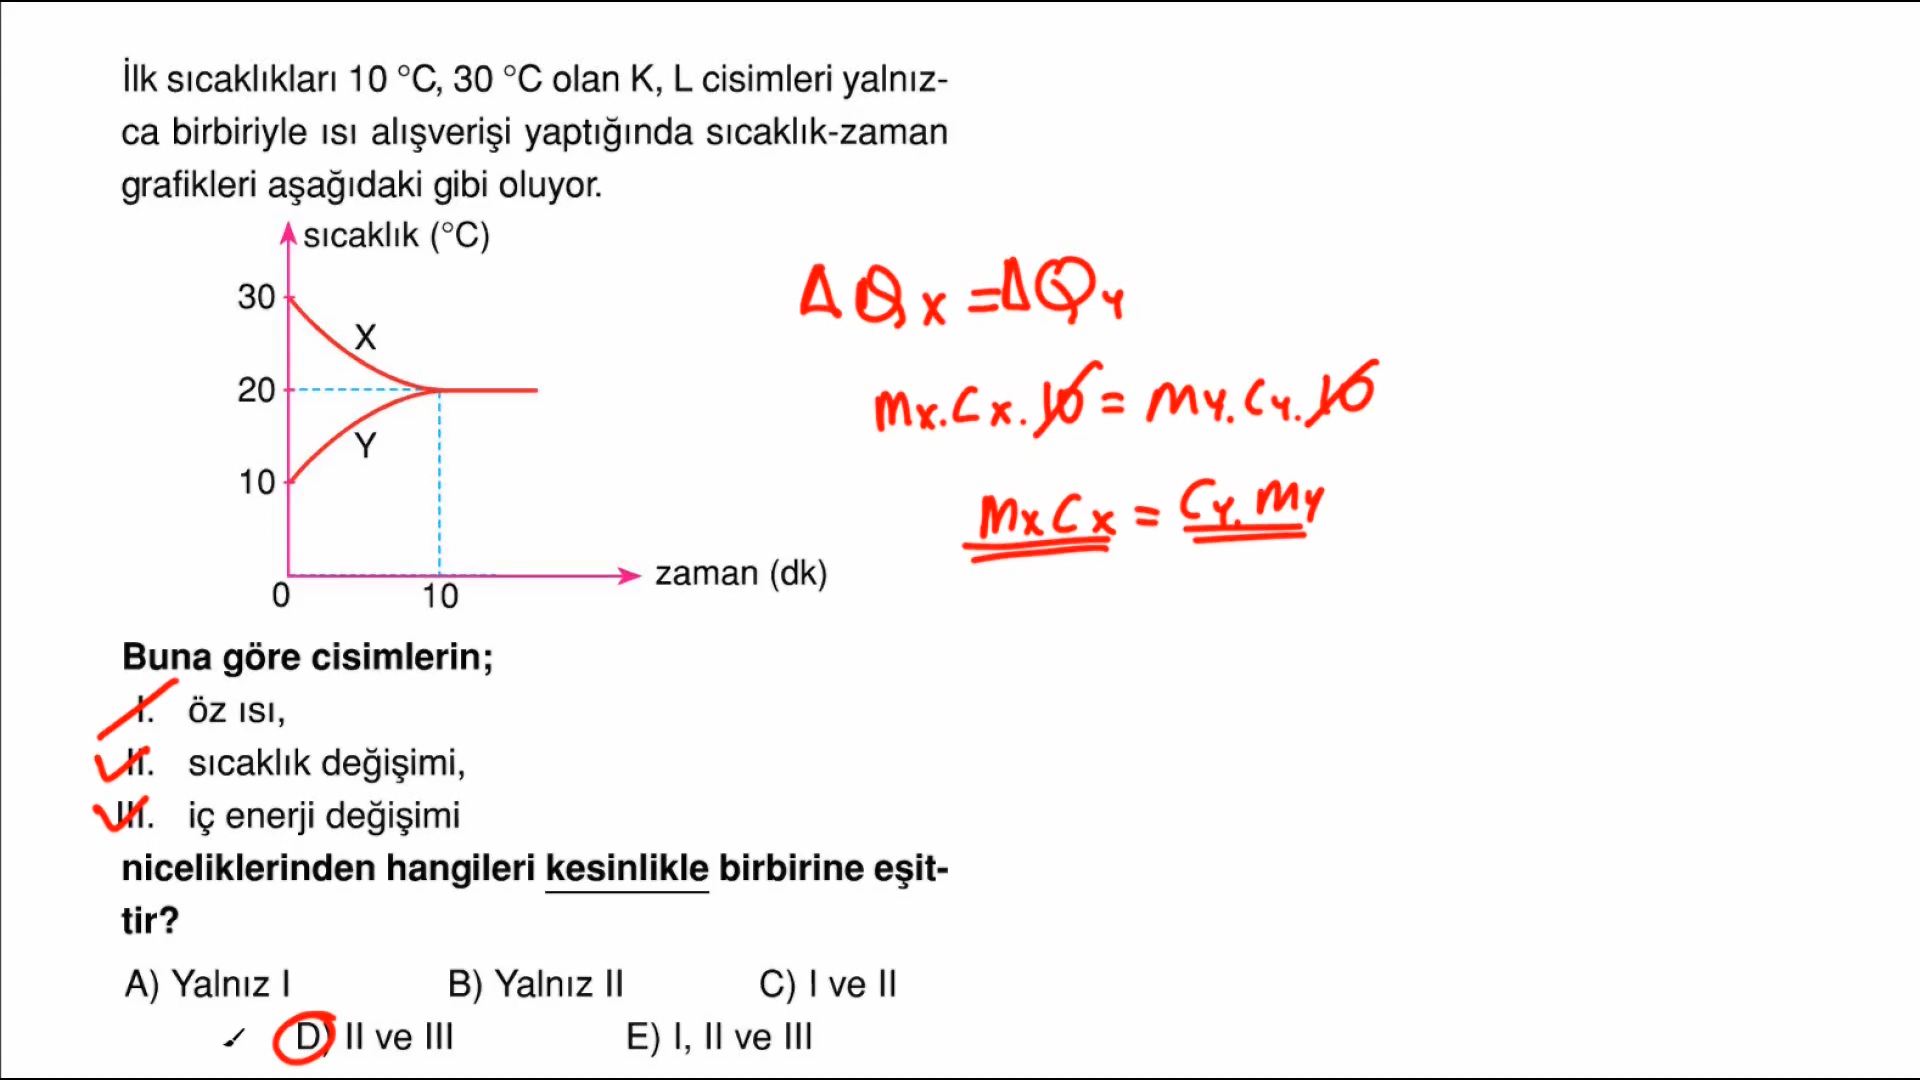 İlk sıcaklıkları 10 °C, 30 °C olan K, L cisimleri yalnız-
ca birbiriyle ısı alışverişi yaptığında sıcaklık-zaman
grafikleri aşağıdaki gibi oluyor.
sıcaklık (°C)
30
X
20
Y
10
0
10
zaman (dk)
ΔQx = ΔQy
mx.cx.10 = my.cy.10
mxcx = cy.my
Buna göre cisimlerin;
I. öz ısı,
II. sıcaklık değişimi,
III. iç enerji değişimi
niceliklerinden hangileri kesinlikle birbirine eşit-
tir?
A) Yalnız I B) Yalnız II C) I ve II
D) II ve III E) I, II ve III